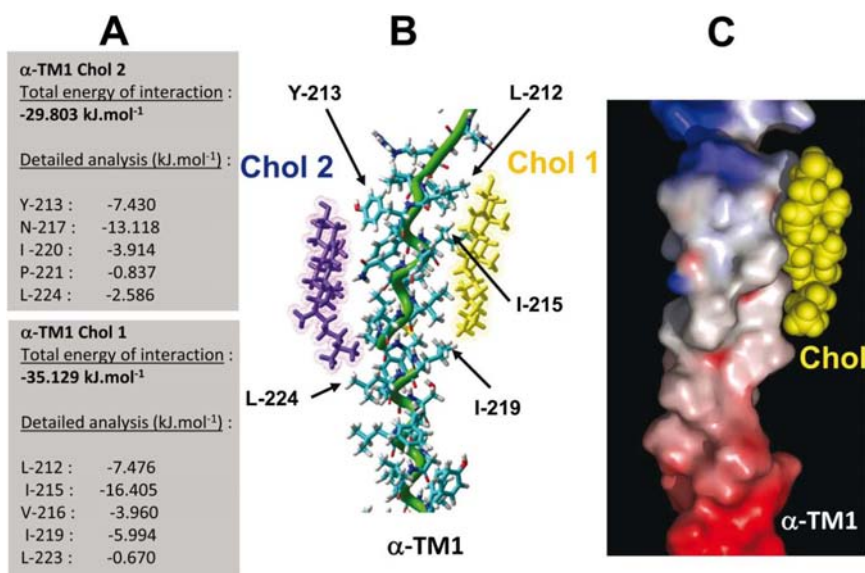 A
α-TM1 Chol 2
Total energy of interaction :
-29.803 kJ.mol-1
Detailed analysis (kJ.mol-1) :
Y-213 : -7.430
N-217 : -13.118
I -220 : -3.914
P-221 : -0.837
L-224 : -2.586
α-TM1 Chol 1
Total energy of interaction :
-35.129 kJ.mol-1
Detailed analysis (kJ.mol-1) :
L-212 : -7.476
I-215 : -16.405
V-216 : -3.960
I-219 : -5.994
L-223 : -0.670
B
Y-213
L-212
Chol 2
Chol 1
I-215
L-224
I-219
α-TM1
C
Chol
α-TM1